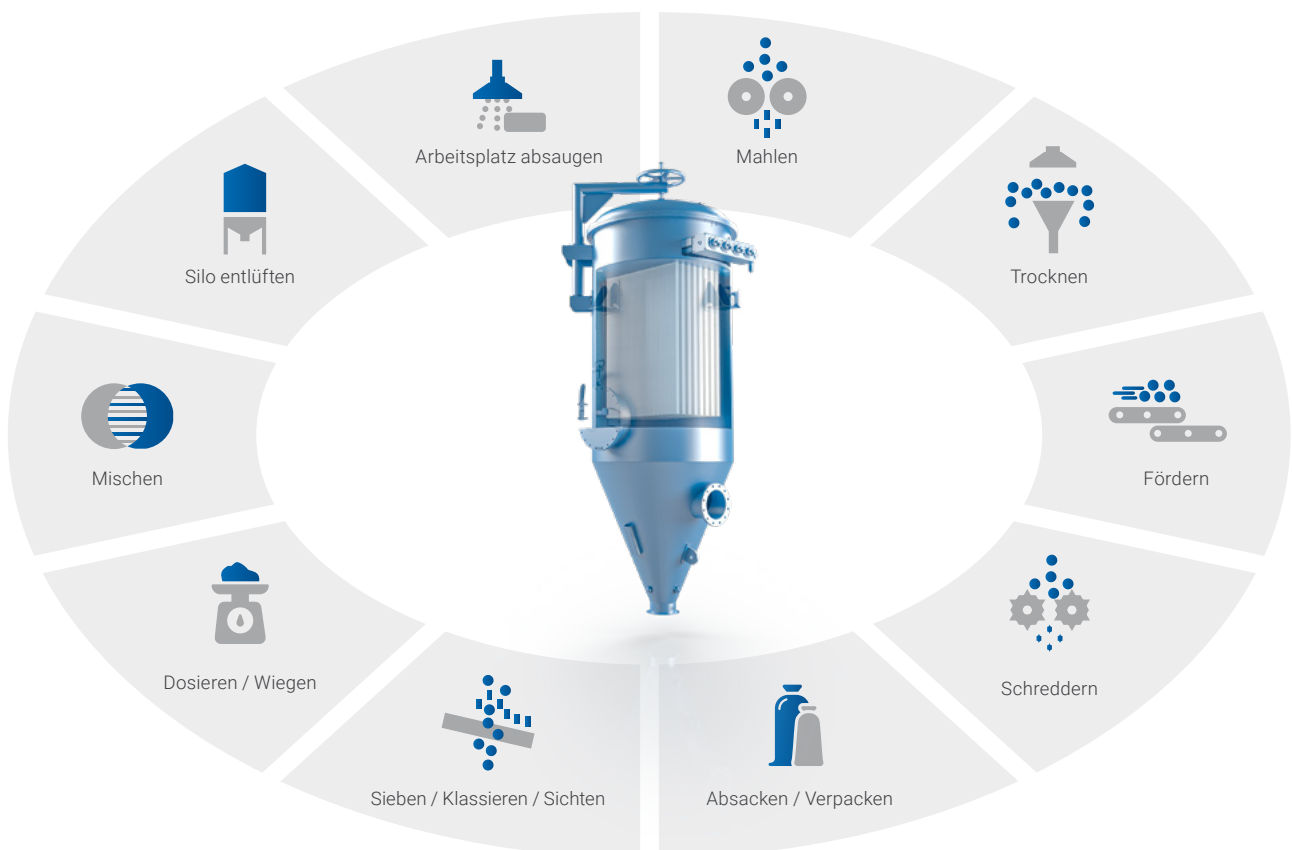 Arbeitsplatz absaugen
Mahlen
Silo entlüften
Trocknen
Mischen
Fördern
Dosieren / Wiegen
Schreddern
Sieben / Klassieren / Sichten
Absacken / Verpacken